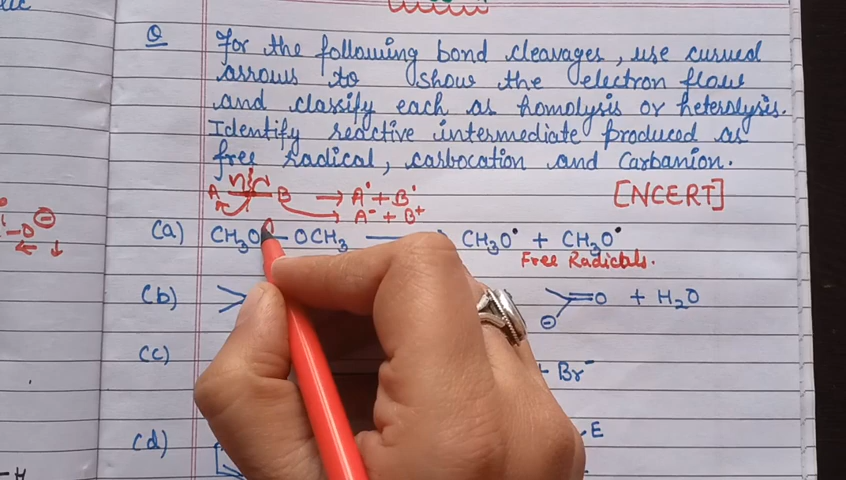 Q For the following bond cleavages, use curved
arrows to show the electron flow
and classify each as homolysis or heterolysis.
Identify reactive intermediate produced as
free radical, carbocation and carbanion.
A B → A• + B• [NCERT]
A⁻ + B⁺
(a) CH₃O – OCH₃ → CH₃O• + CH₃O•
Free Radicals.
(b) =O + H₂O
(c) + Br⁻
(d) E